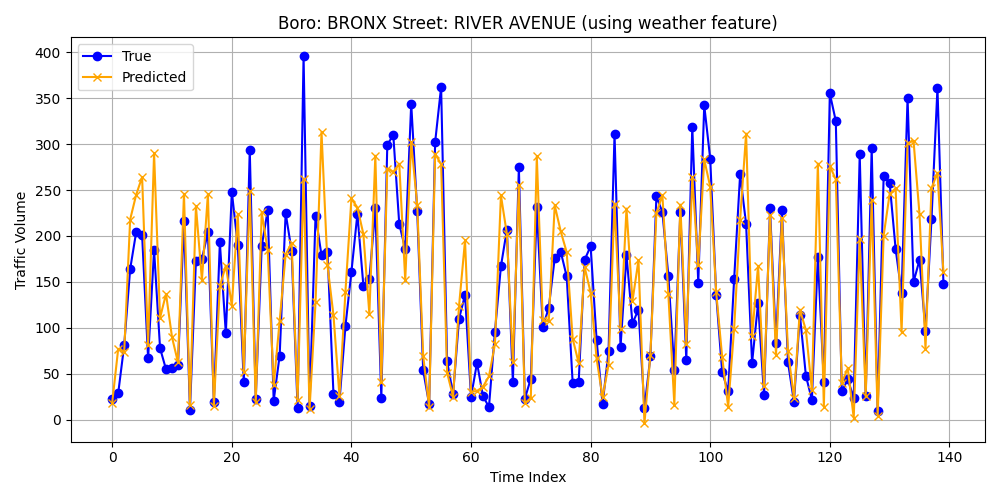 Boro: BRONX Street: RIVER AVENUE (using weather feature)
True
Predicted
Traffic Volume
400
350
300
250
200
150
100
50
0
0 20 40 60 80 100 120 140
Time Index